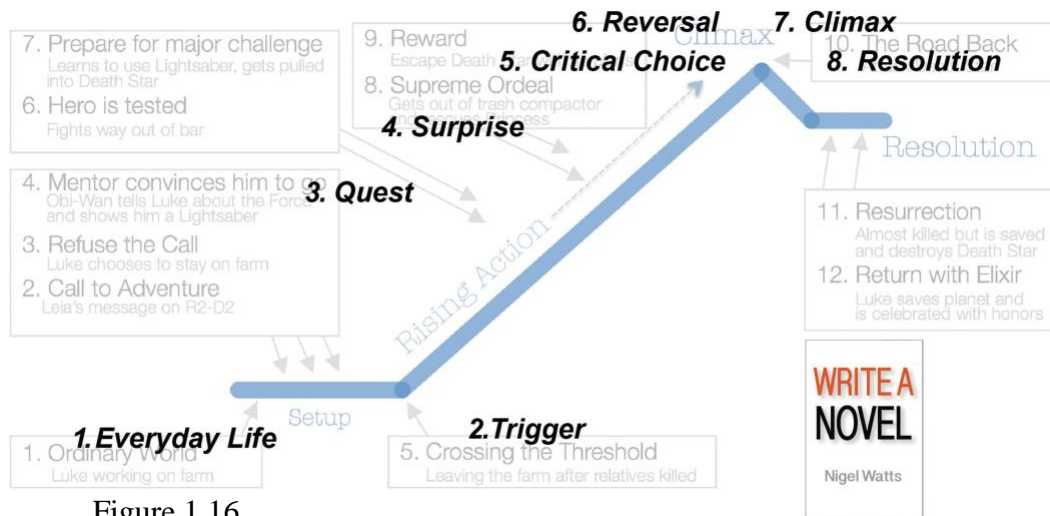 6. Reversal
7. Climax
Climax
7. Prepare for major challenge
Learns to use Lightsaber, gets pulled
into Death Star
6. Hero is tested
Fights way out of bar
9. Reward
Escape Death
5. Critical Choice
8. Supreme Ordeal
Gets out of trash compactor
Princess
10. The Road Back
8. Resolution
4. Surprise
Resolution
4. Mentor convinces him to go
Obi-Wan tells Luke about the Force
and shows him a Lightsaber
3. Refuse the Call
Luke chooses to stay on farm
2. Call to Adventure
Leia's message on R2-D2
3. Quest
Rising Action
11. Resurrection
Almost killed but is saved
and destroys Death Star
12. Return with Elixir
Luke saves planet and
is celebrated with honors
Setup
1. Everyday Life
1. Ordinary World
Luke working on farm
2.Trigger
5. Crossing the Threshold
Leaving the farm after relatives killed
WRITE A
NOVEL
Nigel Watts
Figure 1.16